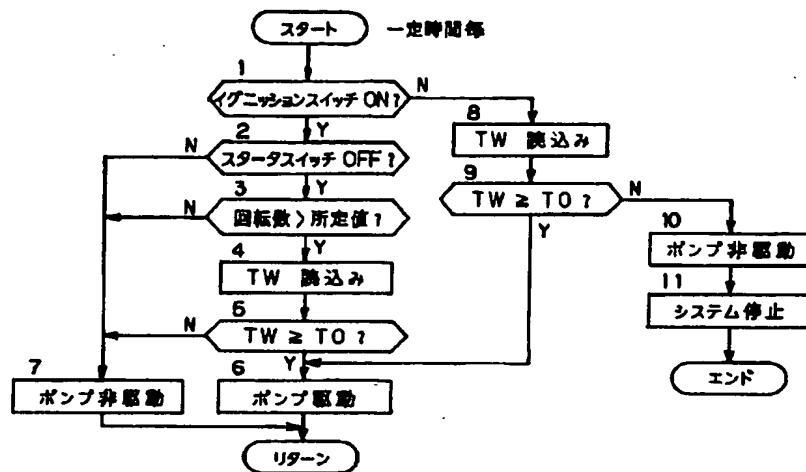 スタート 一定時間毎
1
イグニッションスイッチ ON?
N
Y
8
TW 読込み
2
スタータスイッチ OFF?
N
Y
9
TW ≥ TO?
N
Y
3
回転数 > 所定値?
N
Y
10
ポンプ非駆動
4
TW 読込み
11
システム停止
5
TW ≥ TO?
N
Y
エンド
7
ポンプ非駆動
6
ポンプ駆動
リターン